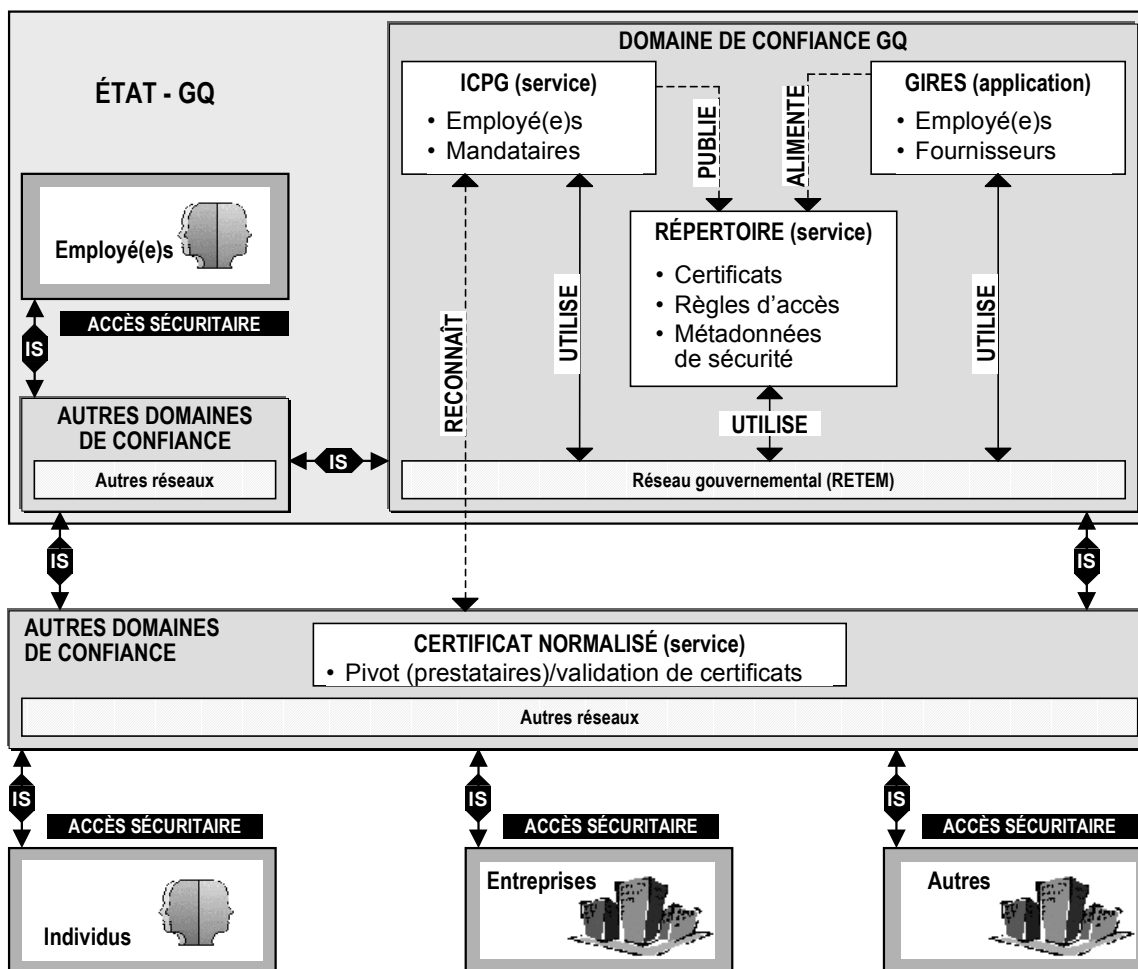 DOMAINE DE CONFIANCE GQ
ÉTAT - GQ
ICPG (service)
• Employé(e)s
• Mandataires
PUBLIE
ALIMENTE
GIRES (application)
• Employé(e)s
• Fournisseurs
RÉPERTOIRE (service)
• Certificats
• Règles d’accès
• Métadonnées
de sécurité
Employé(e)s
ACCÈS SÉCURITAIRE
IS
RECONNAÎT
UTILISE
UTILISE
UTILISE
AUTRES DOMAINES
DE CONFIANCE
Autres réseaux
IS
Réseau gouvernemental (RETEM)
IS
IS
AUTRES DOMAINES
DE CONFIANCE
CERTIFICAT NORMALISÉ (service)
• Pivot (prestataires)/validation de certificats
Autres réseaux
IS
IS
IS
ACCÈS SÉCURITAIRE
ACCÈS SÉCURITAIRE
ACCÈS SÉCURITAIRE
Individus
Entreprises
Autres